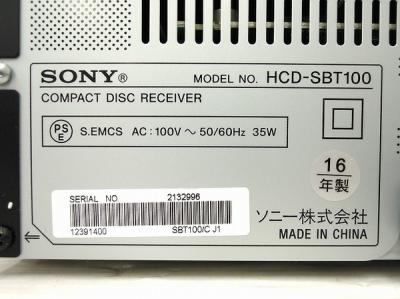 SONY® MODEL NO. HCD-SBT100
COMPACT DISC RECEIVER
PS
E
S.EMCS AC: 100V ～ 50/60Hz 35W
16
年製
SERIAL NO. 2132996
12391400 SBT100/C J1
ソニー株式会社
MADE IN CHINA